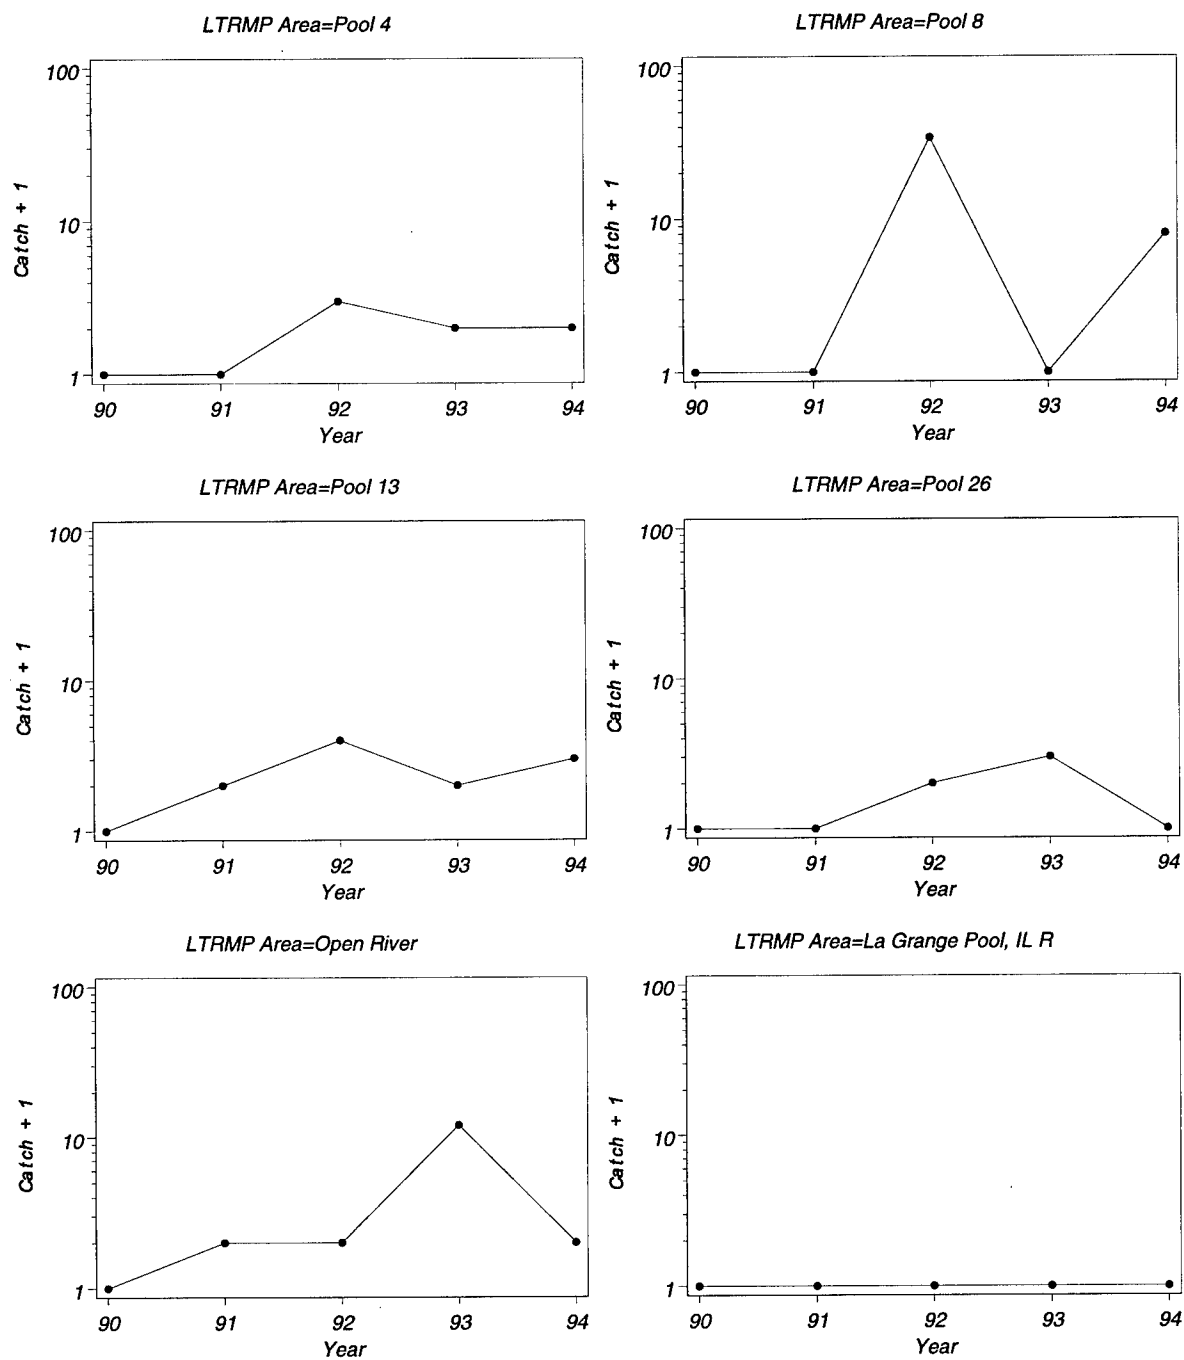 LTRMP Area=Pool 4
100
10
1
Catch + 1
90 91 92 93 94
Year
LTRMP Area=Pool 8
100
10
1
Catch + 1
90 91 92 93 94
Year
LTRMP Area=Pool 13
100
10
1
Catch + 1
90 91 92 93 94
Year
LTRMP Area=Pool 26
100
10
1
Catch + 1
90 91 92 93 94
Year
LTRMP Area=Open River
100
10
1
Catch + 1
90 91 92 93 94
Year
LTRMP Area=La Grange Pool, IL R
100
10
1
Catch + 1
90 91 92 93 94
Year